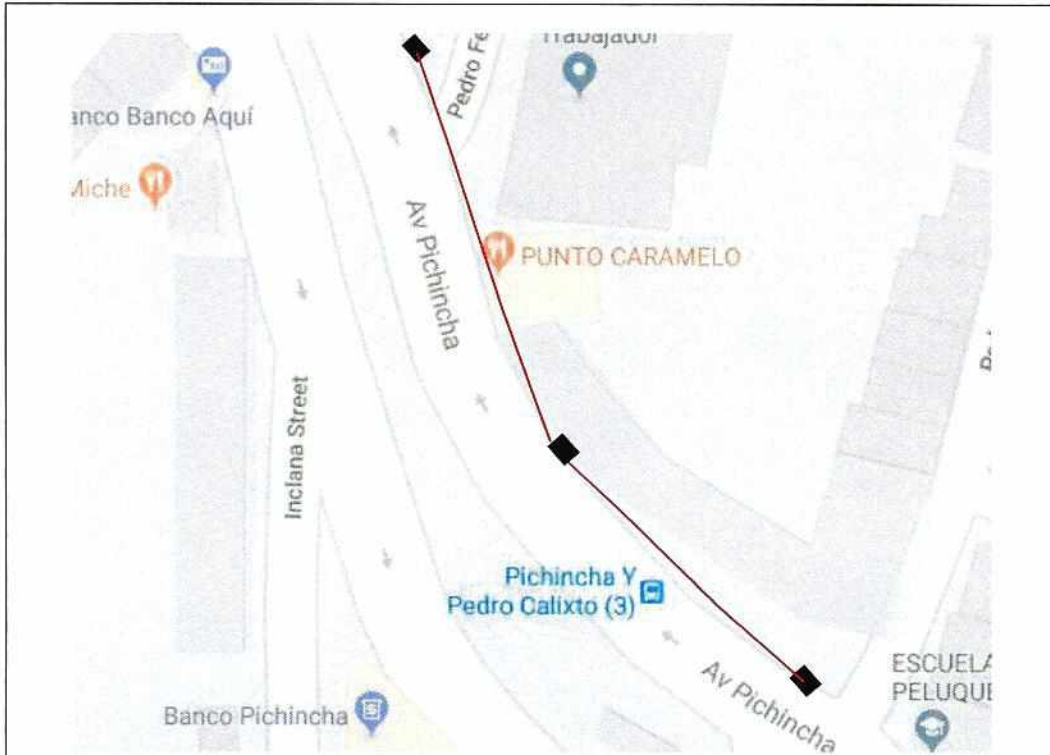 Trabajador
Pedro Fe
anco Banco Aquí
Miche
PUNTO CARAMELO
Av Pichincha
Inclana Street
Pichincha Y
Pedro Calixto (3)
Av Pichincha
ESCUELA
PELUQUE
Banco Pichincha